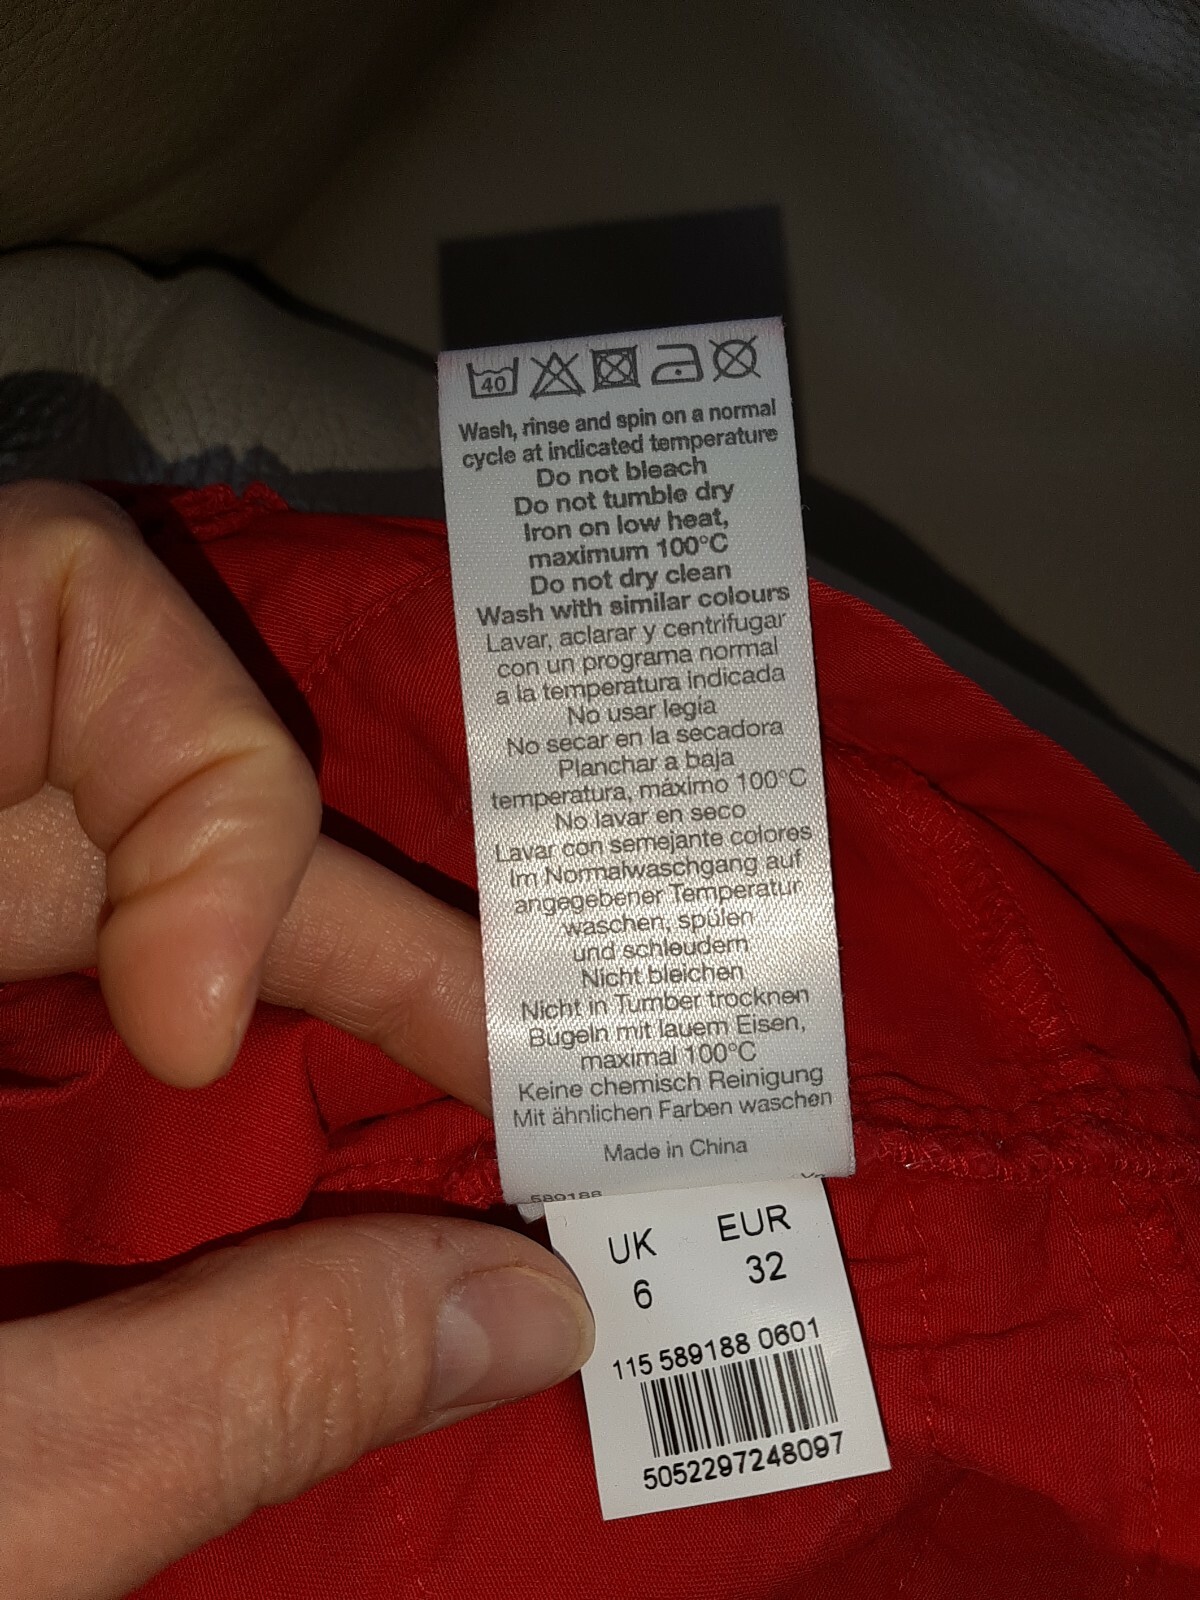 40
Wash, rinse and spin on a normal
cycle at indicated temperature
Do not bleach
Do not tumble dry
Iron on low heat,
maximum 100°C
Do not dry clean
Wash with similar colours
Lavar, aclarar y centrifugar
con un programa normal
a la temperatura indicada
No usar legía
No secar en la secadora
Planchar a baja
temperatura, máximo 100°C
No lavar en seco
Lavar con semejante colores
Im Normalwaschgang auf
angegebener Temperatur
waschen, spülen
und schleudern
Nicht bleichen
Nicht in Tumber trocknen
Bügeln mit lauem Eisen,
maximal 100°C
Keine chemisch Reinigung
Mit ähnlichen Farben waschen
Made in China
589188
UK EUR
6 32
115 589188 0601
5052297248097